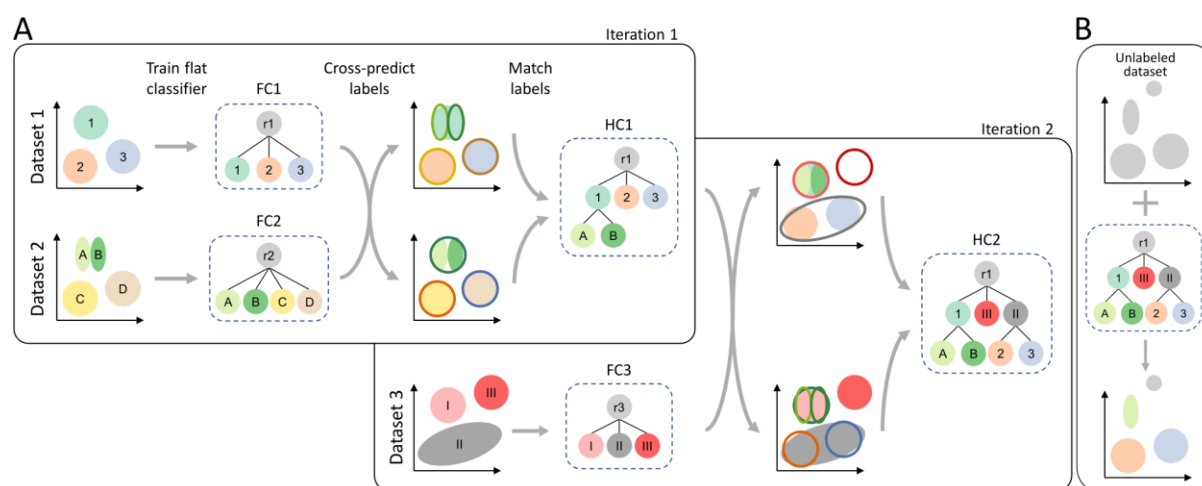 A
Iteration 1
Train flat
classifier
Cross-predict
labels
Match
labels
Dataset 1
1
2
3
FC1
r1
1
2
3
Dataset 2
A
B
C
D
FC2
r2
A
B
C
D
HC1
r1
1
2
3
A
B
Iteration 2
Dataset 3
I
III
II
FC3
r3
I
II
III
HC2
r1
1
III
II
A
B
2
3
B
Unlabeled
dataset
r1
1
III
II
A
B
2
3